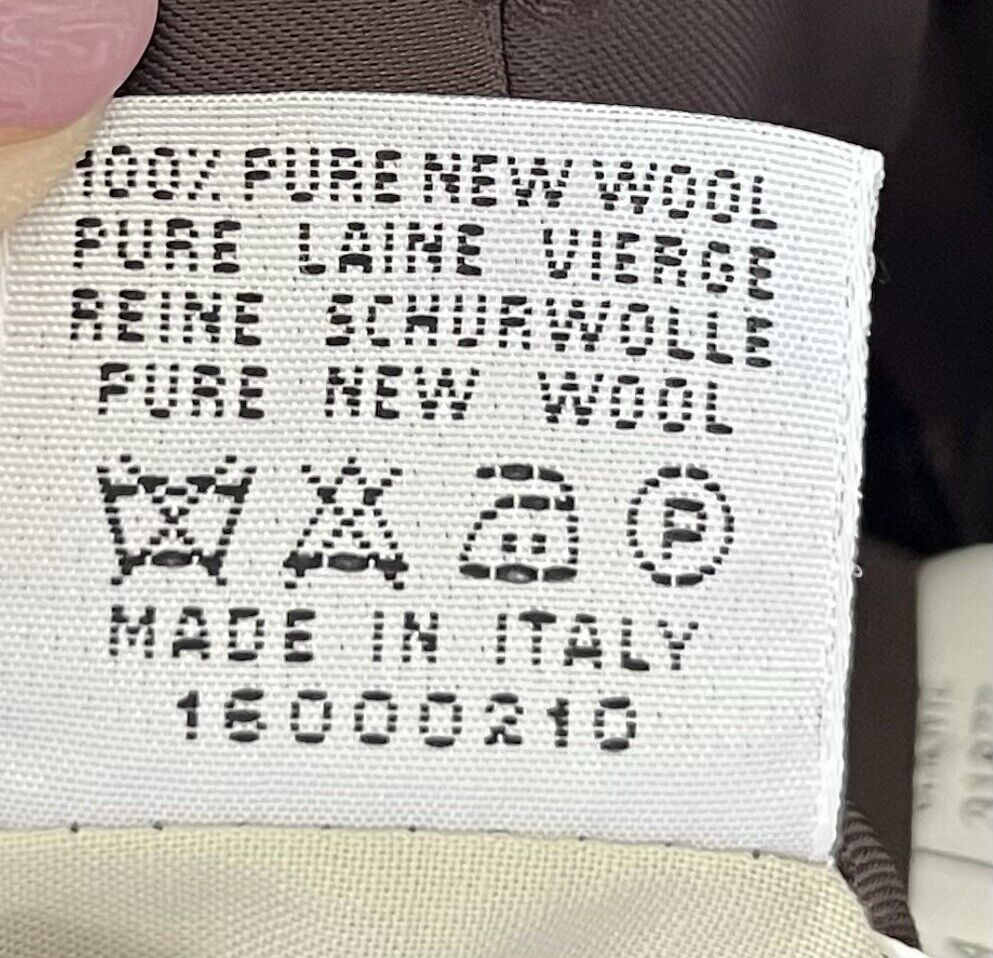 100% PURE NEW WOOL
PURE LAINE VIERGE
REINE SCHURWOLLE
PURE NEW WOOL
P
MADE IN ITALY
16000210